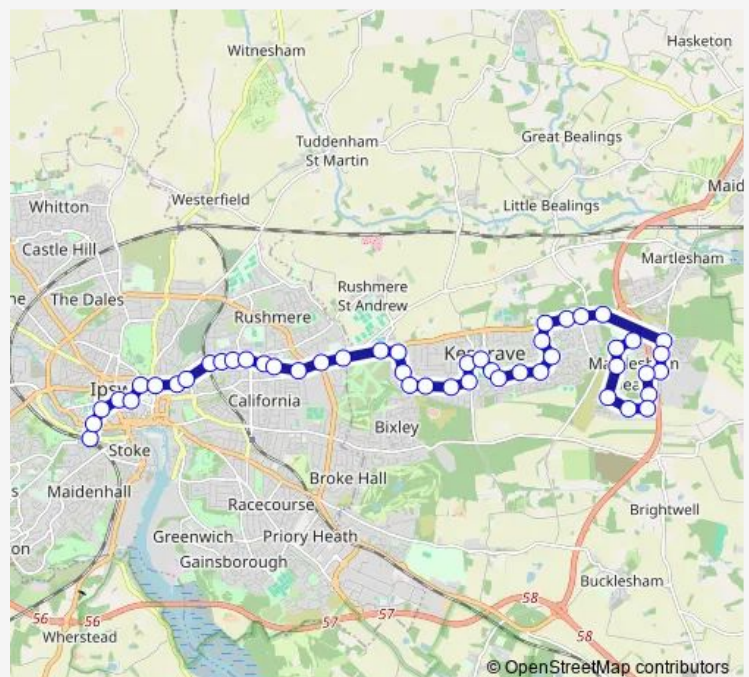 Hasketon
Witnesham
Tuddenham
St Martin
Great Bealings
Maid
Whitton
Westerfield
Little Bealings
Castle Hill
Martlesham
The Dales
Rushmere
St Andrew
Rushmere
Kesgrave
Ipsw
California
Bixley
Stoke
Maidenhall
Broke Hall
Racecourse
Brightwell
on
Greenwich
Priory Heath
Gainsborough
Bucklesham
56
56
57
57
58
58
Wherstead
© OpenStreetMap contributors